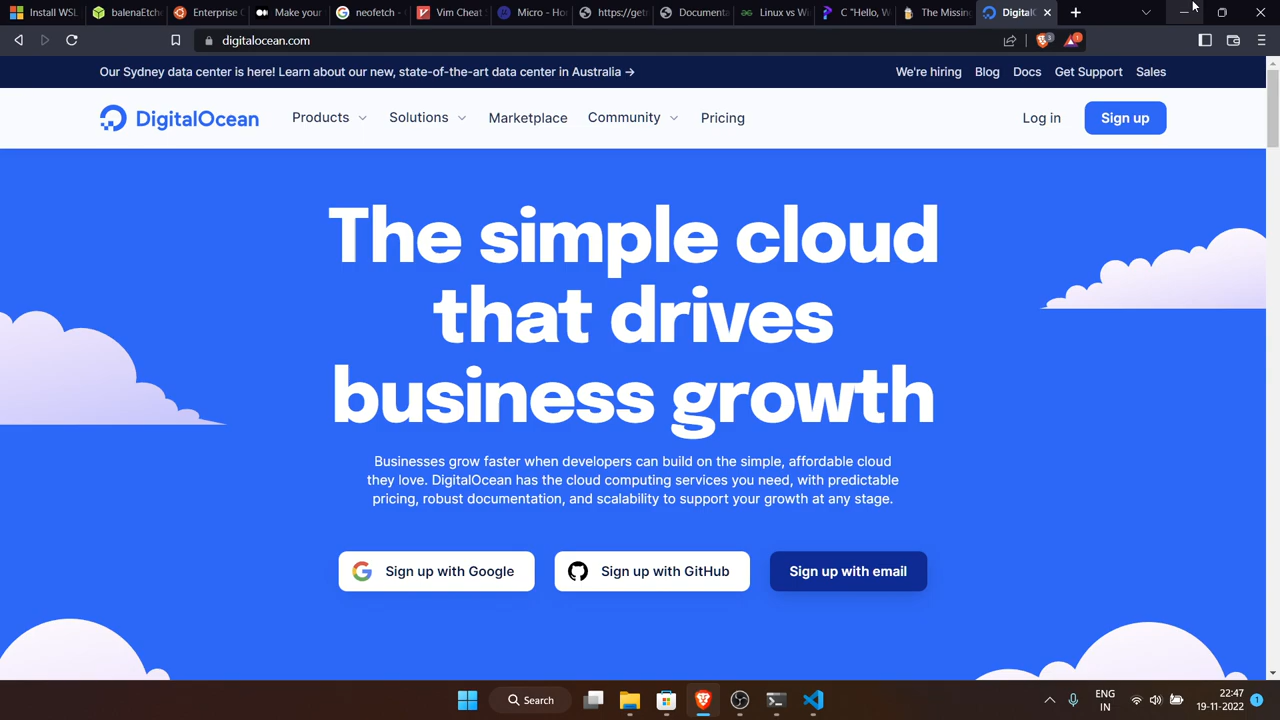 Install WSL
balenaEtche
Enterprise O
Make your
neofetch -
Vim Cheat S
Micro - Ho
https://get
Documenta
Linux vs W
C "Hello, W
The Missing
Digital
digitalocean.com
3
1
Our Sydney data center is here! Learn about our new, state-of-the-art data center in Australia →
We're hiring Blog Docs Get Support Sales
DigitalOcean Products Solutions Marketplace Community Pricing Log in Sign up
The simple cloud
that drives
business growth
Businesses grow faster when developers can build on the simple, affordable cloud
they love. DigitalOcean has the cloud computing services you need, with predictable
pricing, robust documentation, and scalability to support your growth at any stage.
Sign up with Google Sign up with GitHub Sign up with email
Search
ENG
IN
22:47
19-11-2022
1